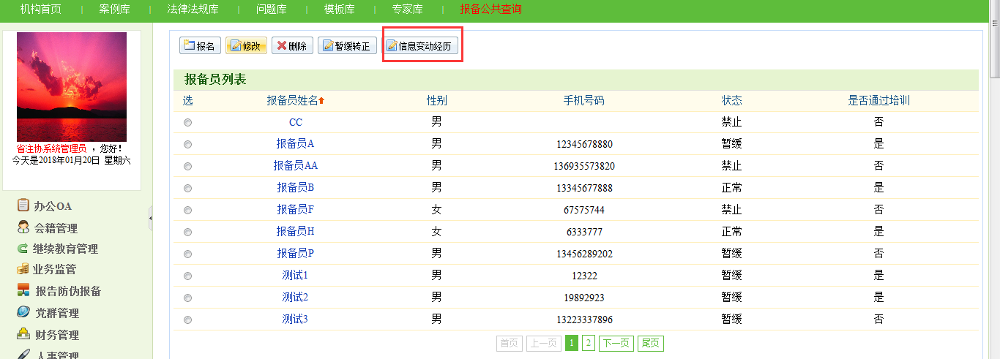 机构首页 | 案例库 | 法律法规库 | 问题库 | 模板库 | 专家库 | 报备公共查询
省注协系统管理员 ，您好！
今天是2018年01月20日 星期六
办公OA
会籍管理
继续教育管理
业务监管
报告防伪报备
党群管理
财务管理
人事管理
报名 修改 删除 暂缓转正 信息变动经历
报备员列表
选 报备员姓名 性别 手机号码 状态 是否通过培训
CC 男 禁止 否
报备员A 男 12345678880 暂缓 是
报备员AA 男 136935573820 禁止 否
报备员B 男 13345677888 正常 是
报备员F 女 67575744 禁止 否
报备员H 女 6333777 正常 是
报备员P 男 13456289202 暂缓 否
测试1 男 12322 暂缓 是
测试2 男 19892923 暂缓 是
测试3 男 13223337896 暂缓 否
首页 上一页 1 2 下一页 尾页